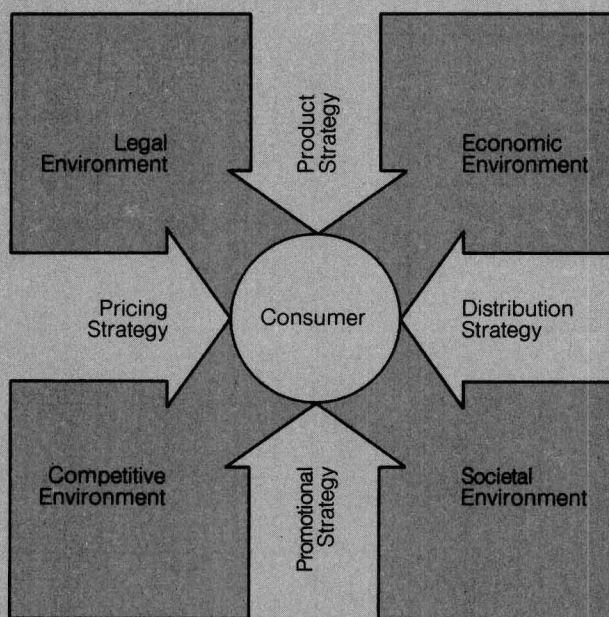 Legal
Environment
Product
Strategy
Economic
Environment
Pricing
Strategy
Consumer
Distribution
Strategy
Competitive
Environment
Promotional
Strategy
Societal
Environment